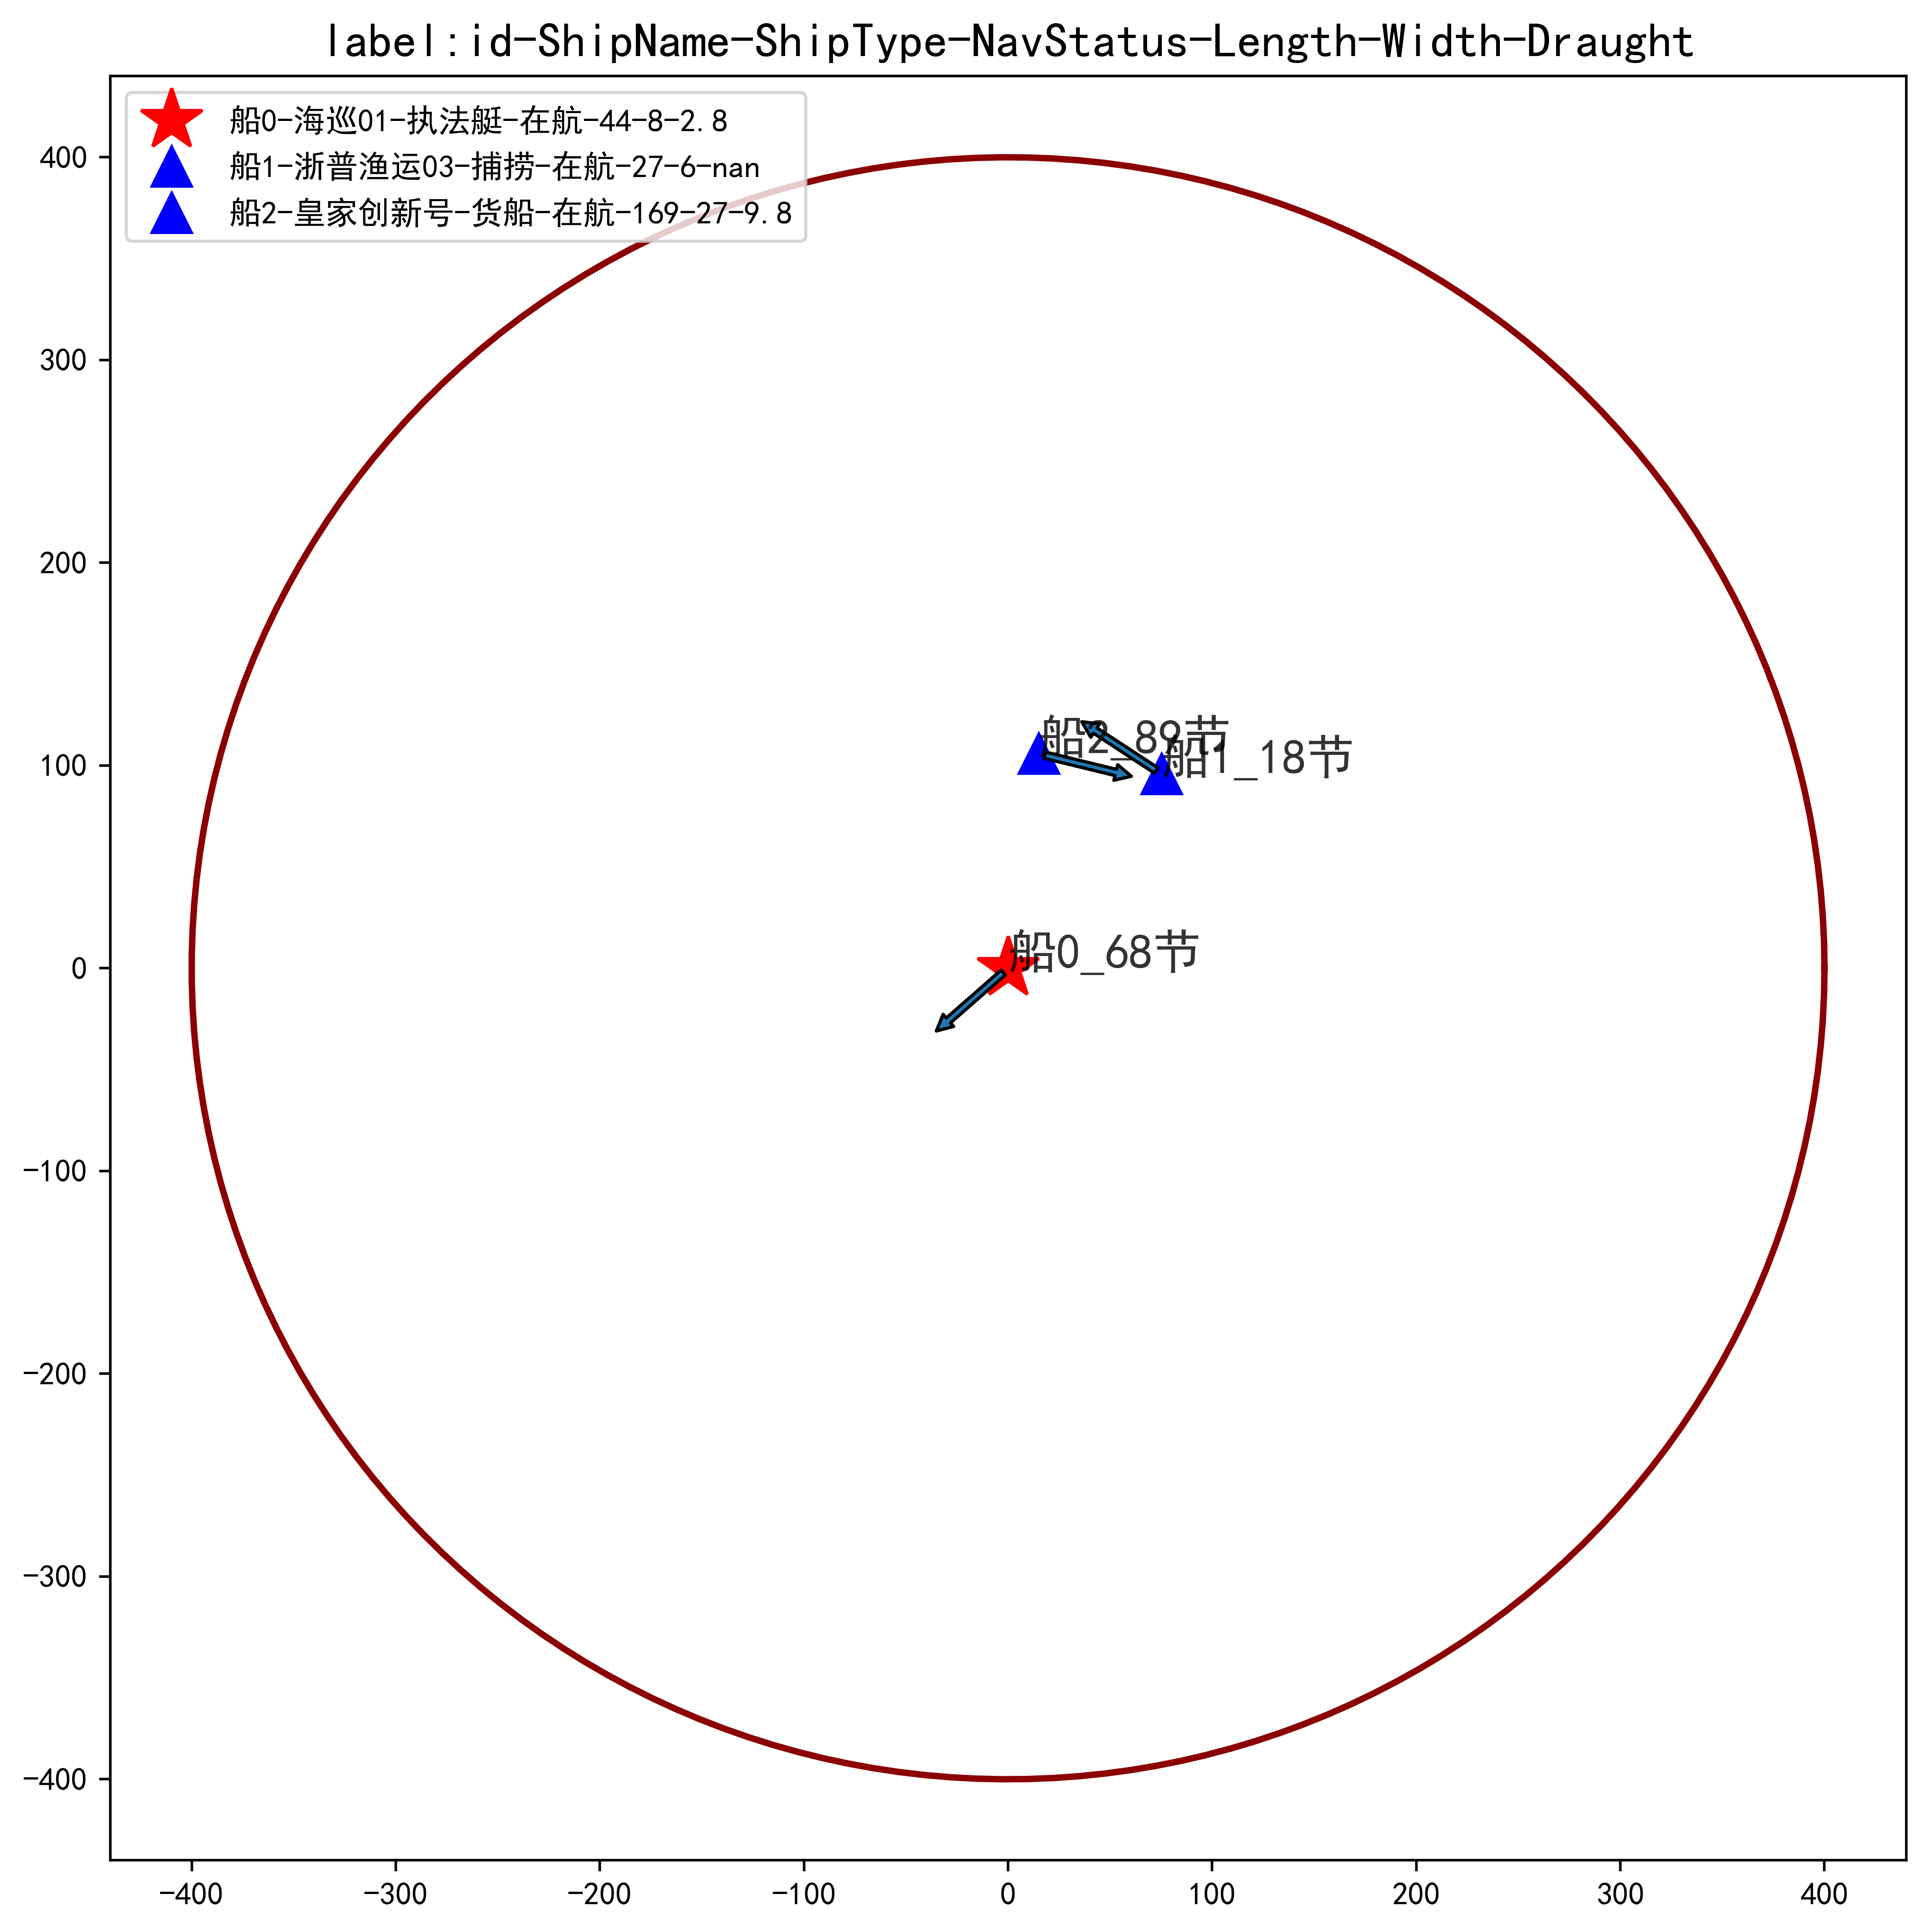 label:id-ShipName-ShipType-NavStatus-Length-Width-Draught
船0-海巡01-执法艇-在航-44-8-2.8
船1-浙普渔运03-捕捞-在航-27-6-nan
船2-皇家创新号-货船-在航-169-27-9.8
400
300
200
100
0
-100
-200
-300
-400
船2_89节
船1_18节
船0_68节
-400 -300 -200 -100 0 100 200 300 400